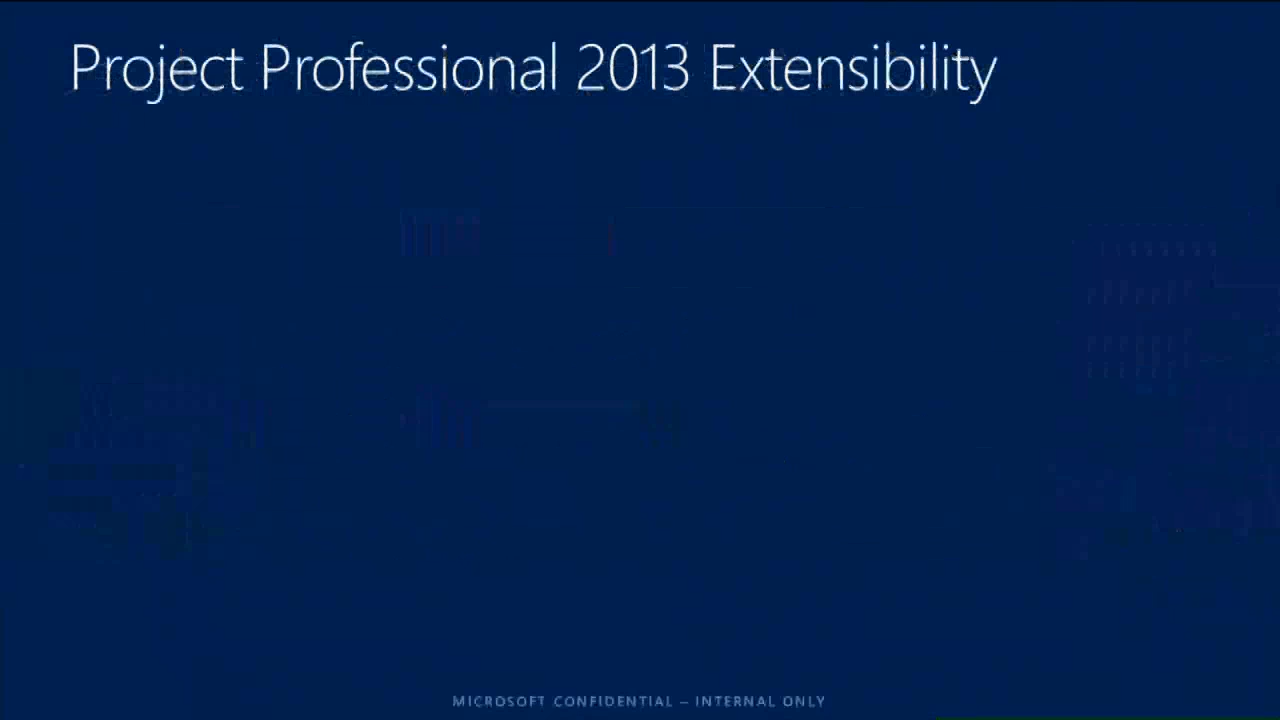 Project Professional 2013 Extensibility
MICROSOFT CONFIDENTIAL – INTERNAL ONLY